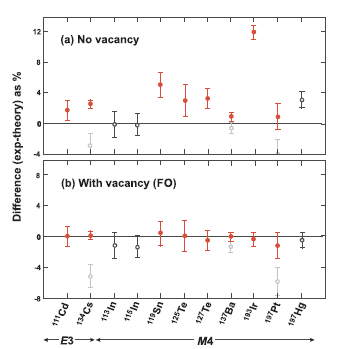 12
(a) No vacancy
8
4
0
-4
Difference (exp-theory) as %
8
(b) With vacancy (FO)
4
0
-4
-8
111Cd
134Cs
113In
115In
119Sn
125Te
127Te
137Ba
193Ir
197Pt
197Hg
E3
M4